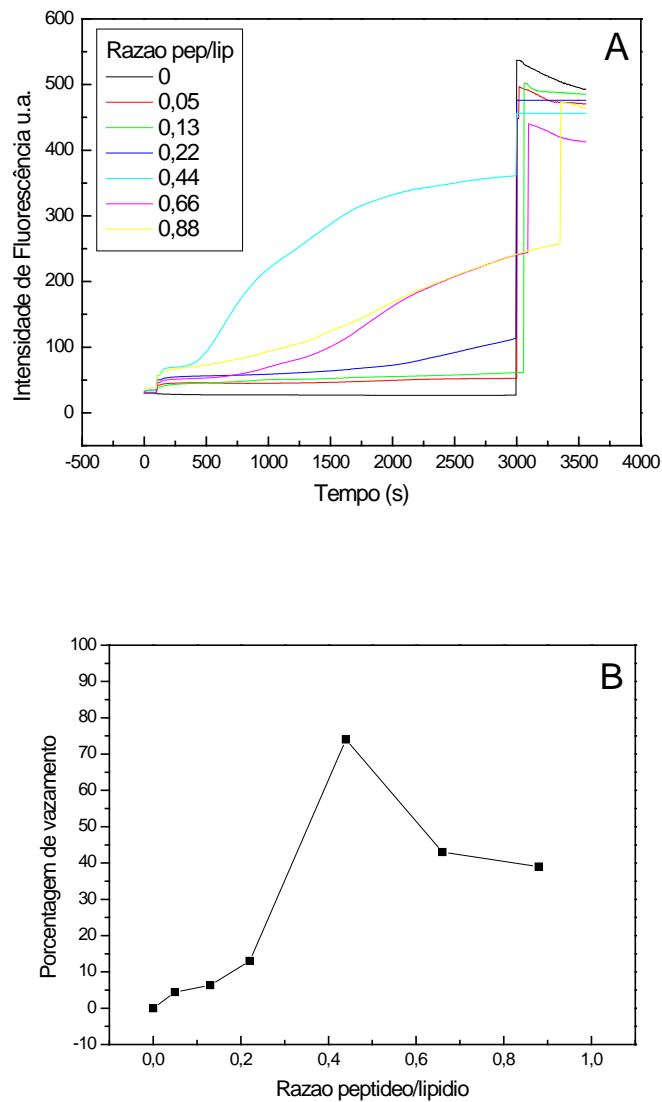 A
Razao pep/lip
0
0,05
0,13
0,22
0,44
0,66
0,88
600
500
400
300
200
100
0
Intensidade de Fluorescência u.a.
-500 0 500 1000 1500 2000 2500 3000 3500 4000
Tempo (s)
B
100
90
80
70
60
50
40
30
20
10
0
-10
Porcentagem de vazamento
0,0 0,2 0,4 0,6 0,8 1,0
Razao peptideo/lipidio